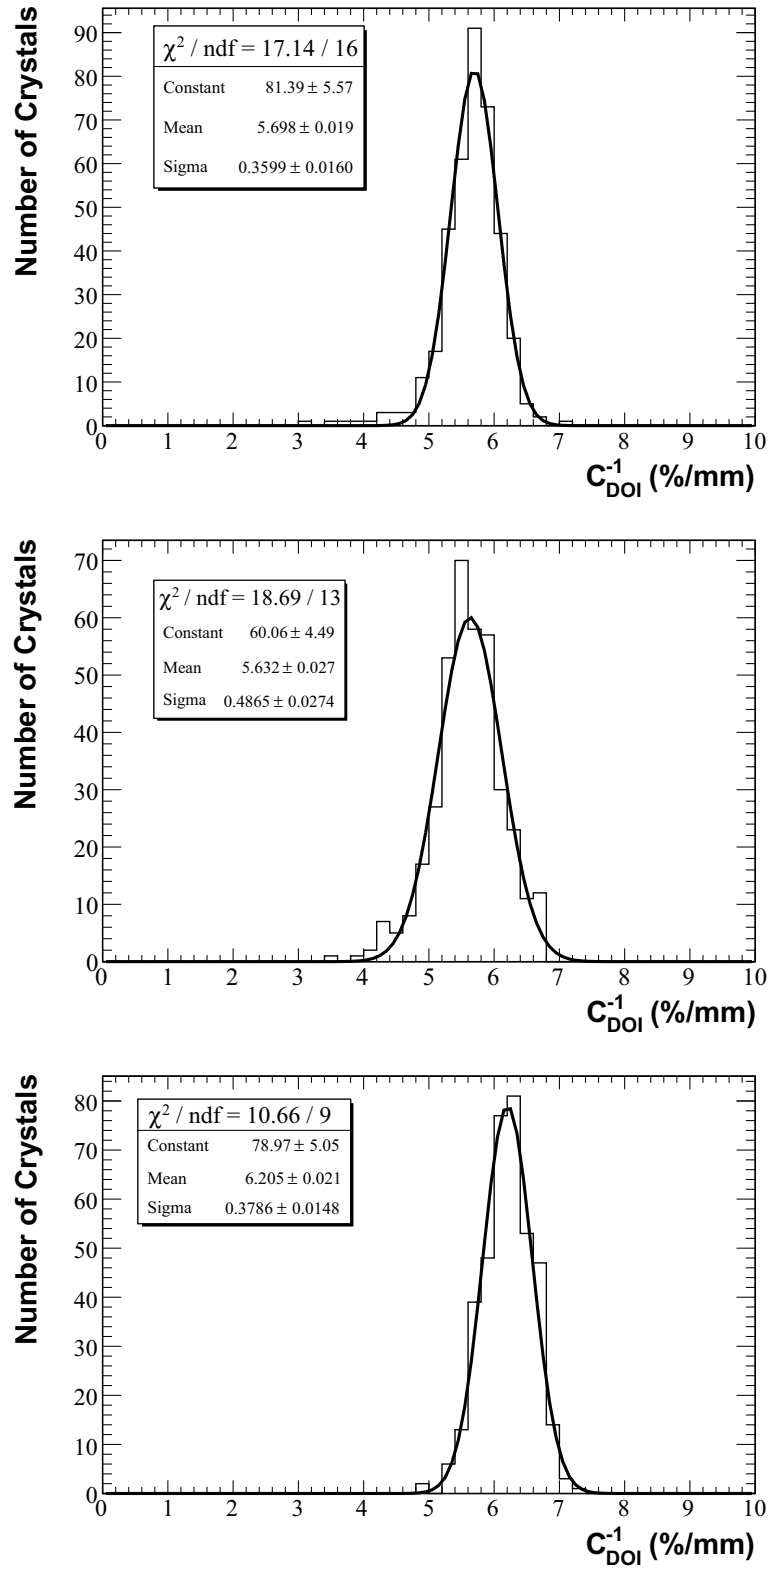 Number of Crystals
90
80
70
60
50
40
30
20
10
0
χ² / ndf = 17.14 / 16
Constant 81.39 ± 5.57
Mean 5.698 ± 0.019
Sigma 0.3599 ± 0.0160
0 1 2 3 4 5 6 7 8 9 10
C_DOI^-1 (%/mm)
Number of Crystals
70
60
50
40
30
20
10
0
χ² / ndf = 18.69 / 13
Constant 60.06 ± 4.49
Mean 5.632 ± 0.027
Sigma 0.4865 ± 0.0274
0 1 2 3 4 5 6 7 8 9 10
C_DOI^-1 (%/mm)
Number of Crystals
80
70
60
50
40
30
20
10
0
χ² / ndf = 10.66 / 9
Constant 78.97 ± 5.05
Mean 6.205 ± 0.021
Sigma 0.3786 ± 0.0148
0 1 2 3 4 5 6 7 8 9 10
C_DOI^-1 (%/mm)